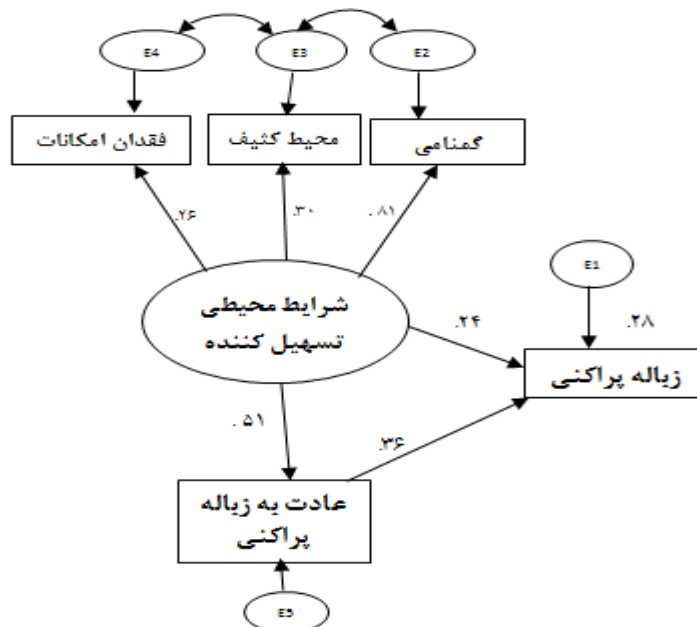 E4
E3
E2
فقدان امکانات
محیط کثیف
گمنامی
.۲۶
.۳۰
.۸۱
شرایط محیطی
تسهیل کننده
E1
.۲۴
.۲۸
زباله پراکنی
.۵۱
.۳۶
عادت به زباله
پراکنی
E5